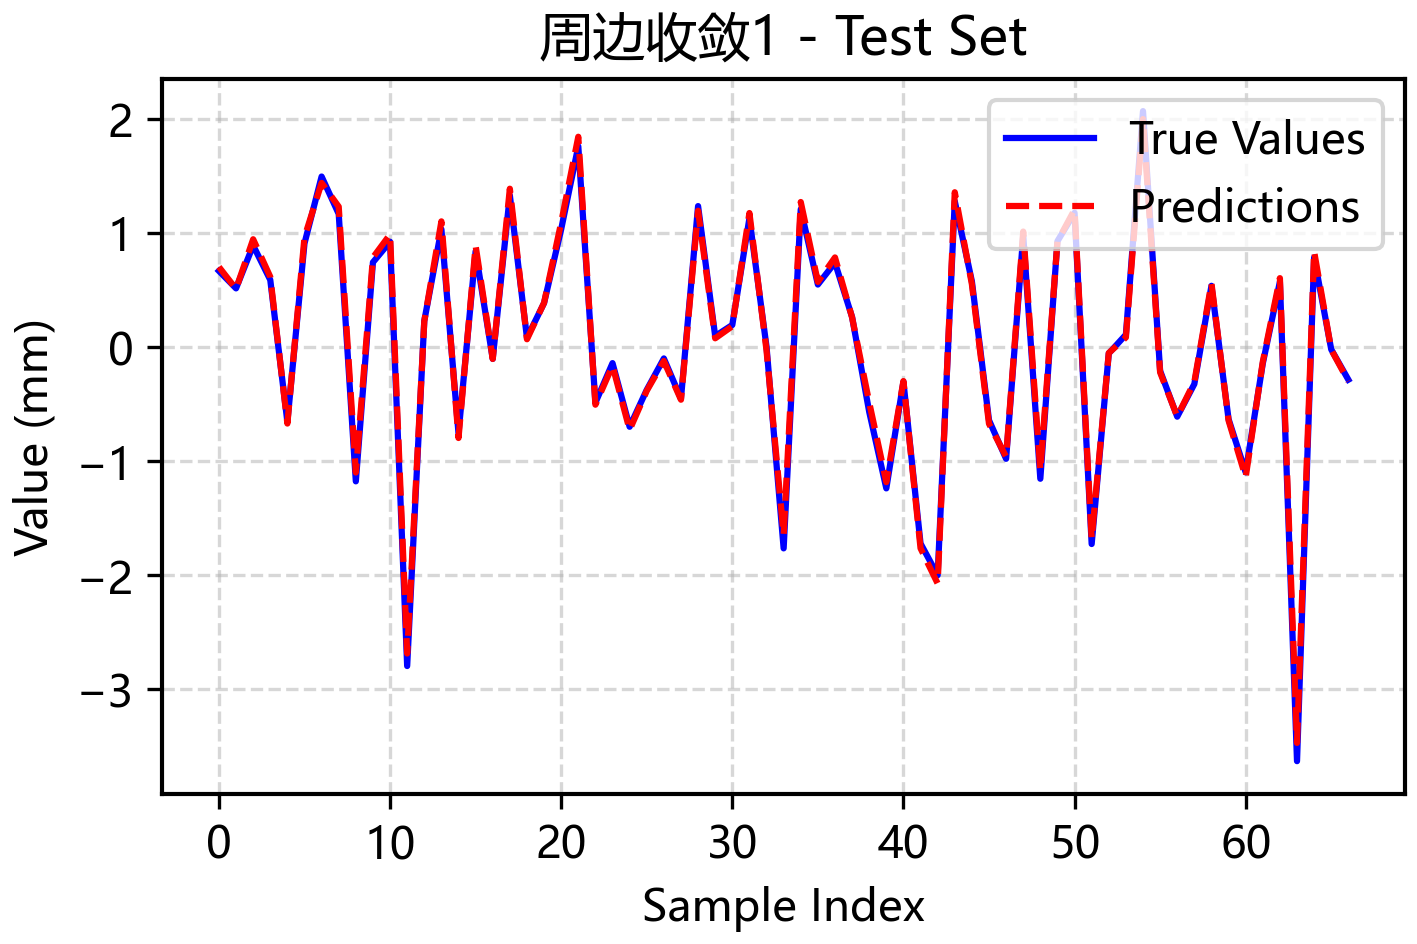 周边收敛1 - Test Set
True Values
Predictions
Value (mm)
2
1
0
−1
−2
−3
0 10 20 30 40 50 60
Sample Index